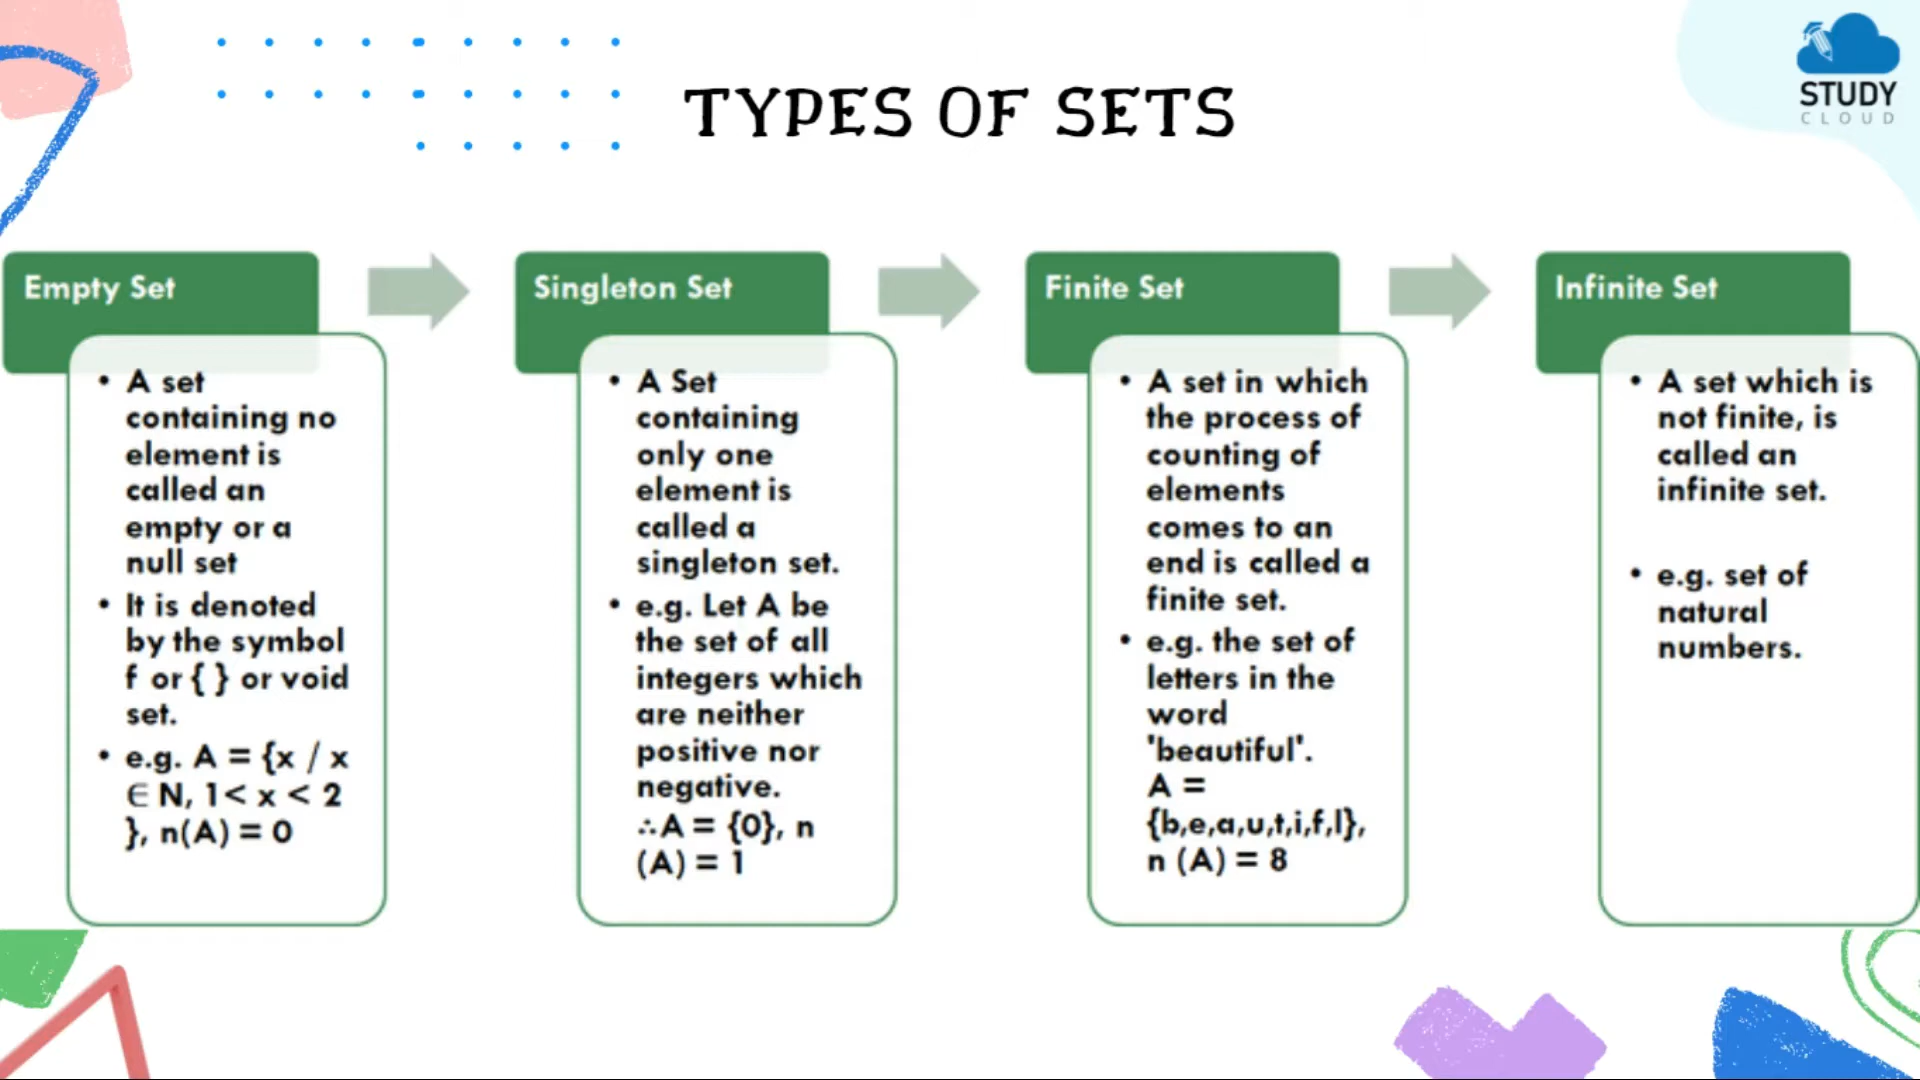 STUDY
CLOUD
TYPES OF SETS
Empty Set
• A set
containing no
element is
called an
empty or a
null set
• It is denoted
by the symbol
f or { } or void
set.
• e.g. A = {x / x
∈ N, 1< x < 2
}, n(A) = 0
Singleton Set
• A Set
containing
only one
element is
called a
singleton set.
• e.g. Let A be
the set of all
integers which
are neither
positive nor
negative.
∴A = {0}, n
(A) = 1
Finite Set
• A set in which
the process of
counting of
elements
comes to an
end is called a
finite set.
• e.g. the set of
letters in the
word
'beautiful'.
A =
{b,e,a,u,t,i,f,l},
n (A) = 8
Infinite Set
• A set which is
not finite, is
called an
infinite set.
• e.g. set of
natural
numbers.